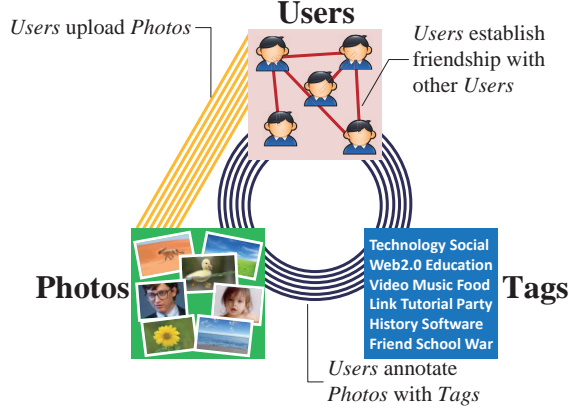 Users
Users upload Photos
Users establish
friendship with
other Users
Photos
Technology Social
Web2.0 Education
Video Music Food
Link Tutorial Party
History Software
Friend School War
Tags
Users annotate
Photos with Tags